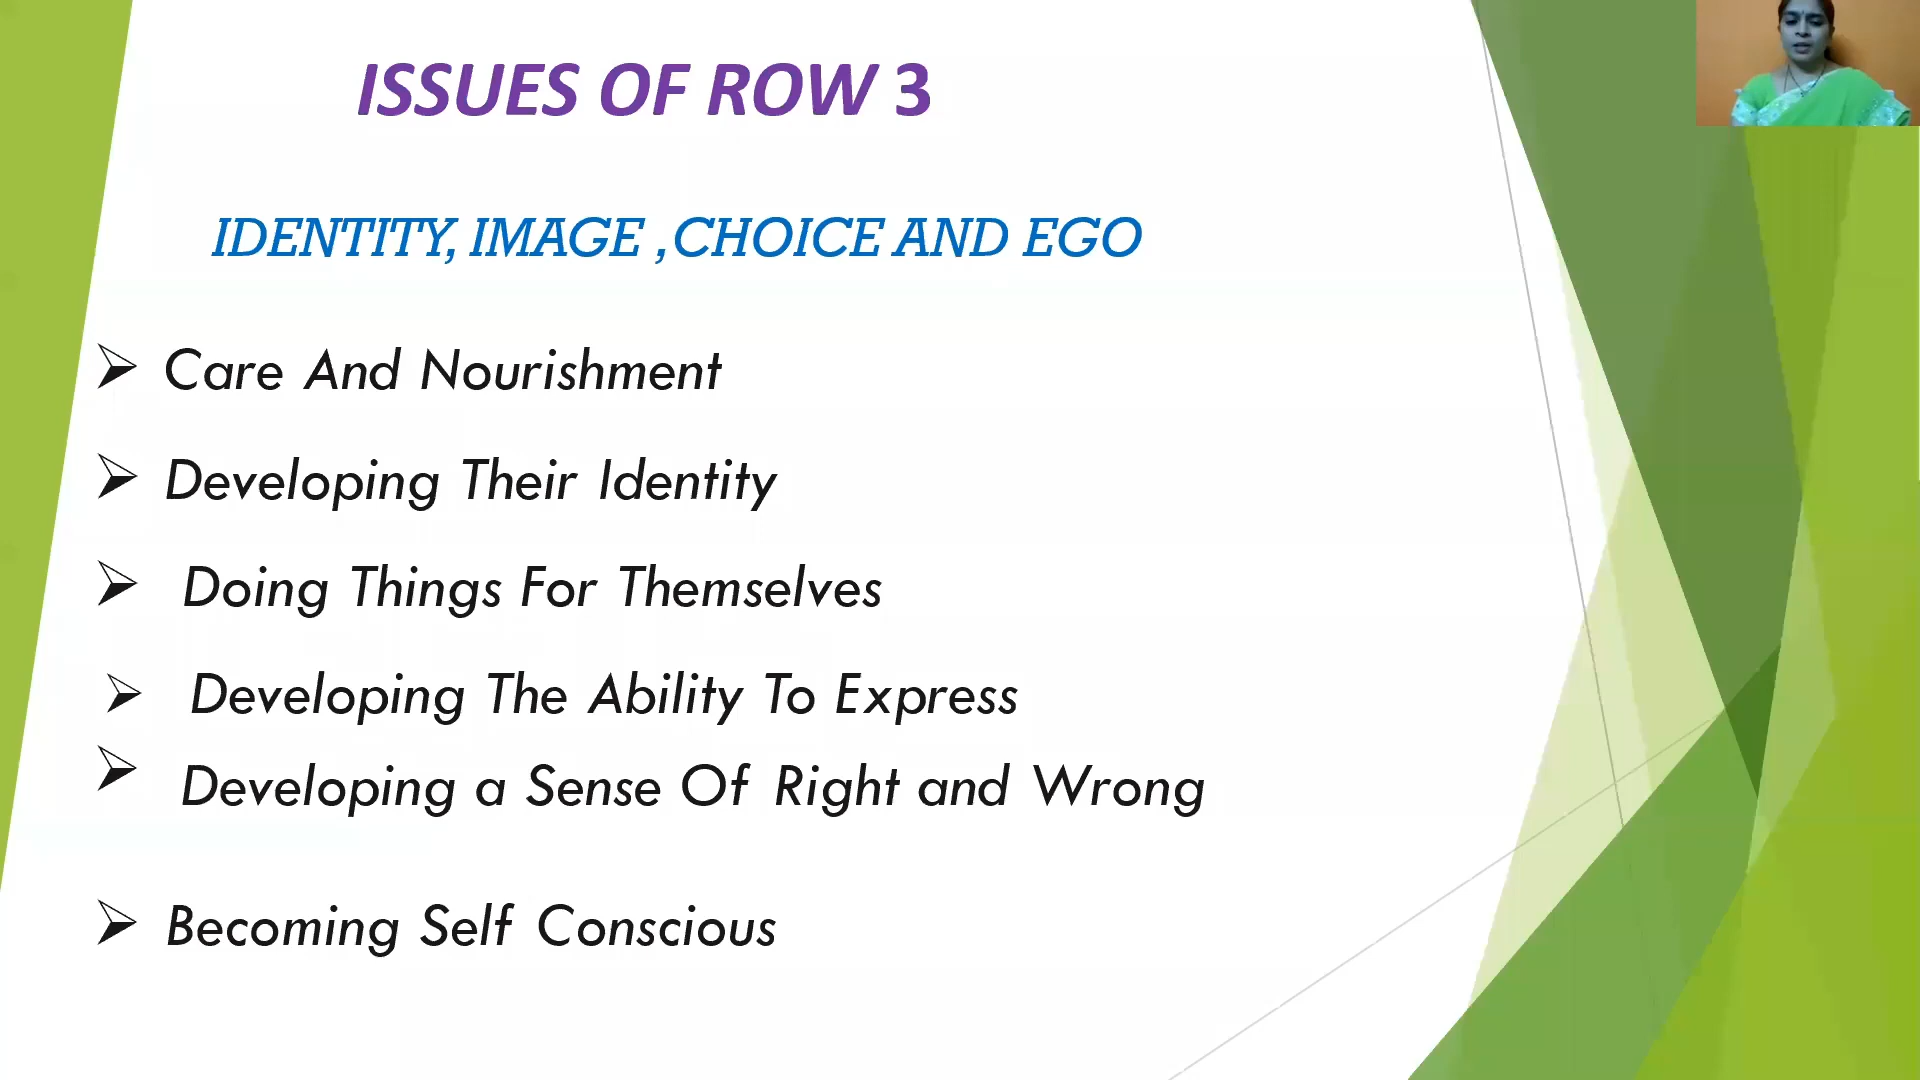 ISSUES OF ROW 3
IDENTITY, IMAGE ,CHOICE AND EGO
Care And Nourishment
Developing Their Identity
Doing Things For Themselves
Developing The Ability To Express
Developing a Sense Of Right and Wrong
Becoming Self Conscious